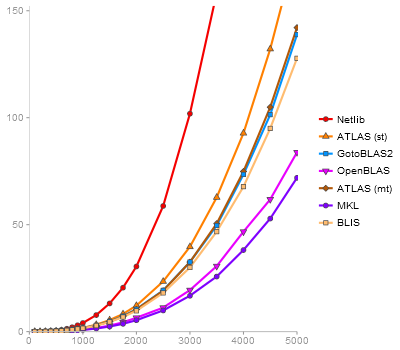 150
100
50
0
0 1000 2000 3000 4000 5000
Netlib
ATLAS (st)
GotoBLAS2
OpenBLAS
ATLAS (mt)
MKL
BLIS